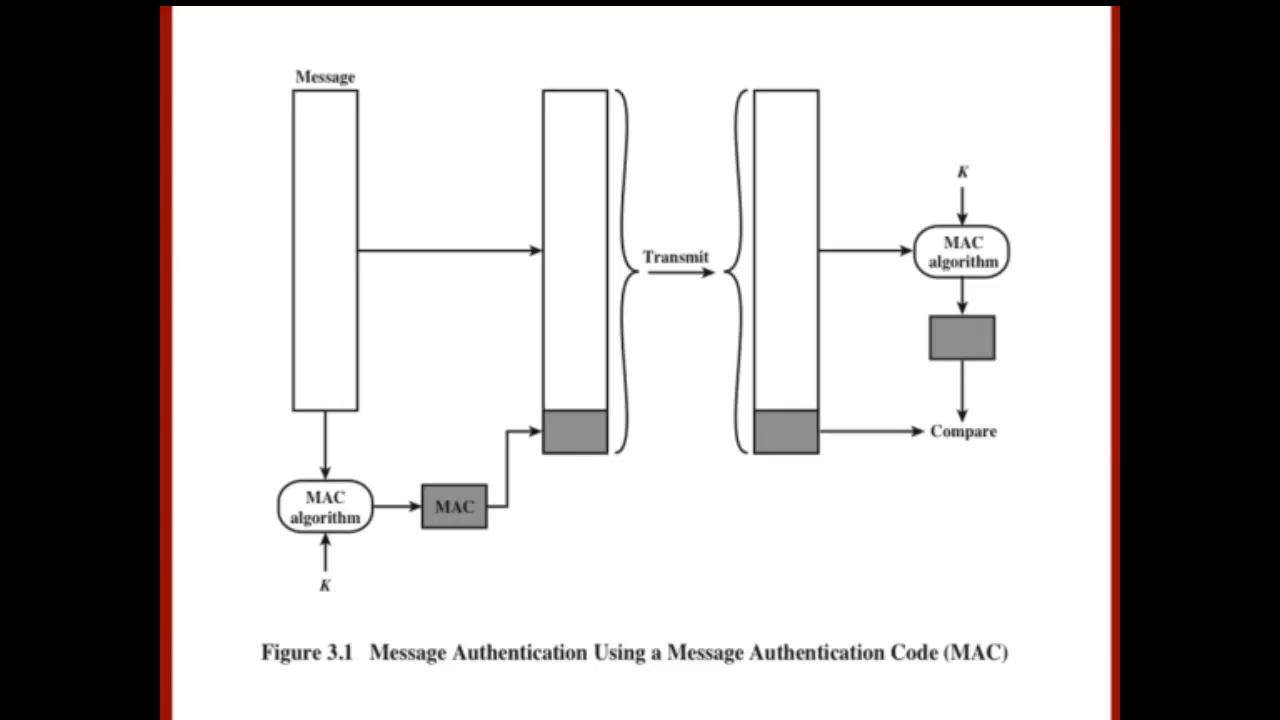 Message
K
MAC
algorithm
Transmit
Compare
MAC
algorithm
MAC
K
Figure 3.1 Message Authentication Using a Message Authentication Code (MAC)